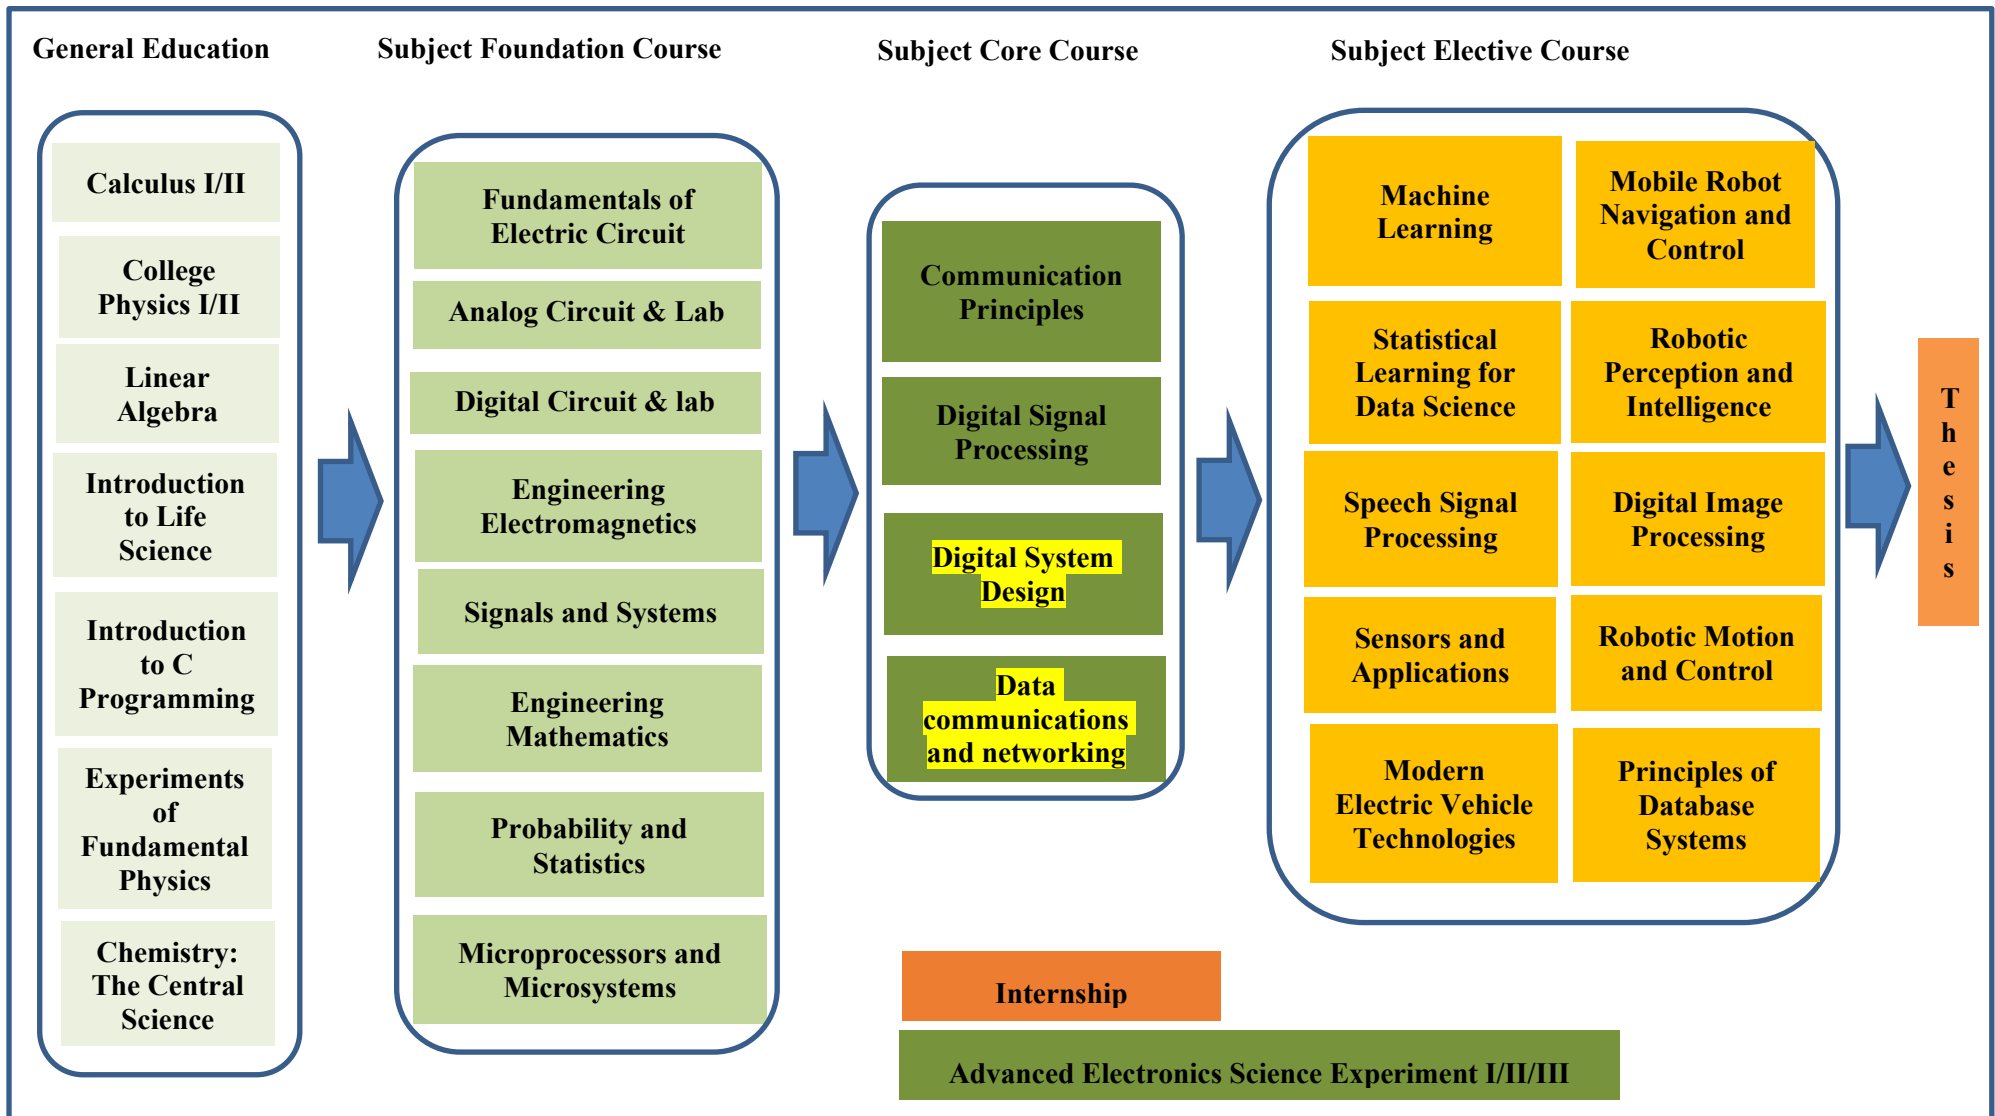 General Education
Subject Foundation Course
Subject Core Course
Subject Elective Course
Calculus I/II
College
Physics I/II
Linear
Algebra
Introduction
to Life
Science
Introduction
to C
Programming
Experiments
of
Fundamental
Physics
Chemistry:
The Central
Science
Fundamentals of
Electric Circuit
Analog Circuit & Lab
Digital Circuit & lab
Engineering
Electromagnetics
Signals and Systems
Engineering
Mathematics
Probability and
Statistics
Microprocessors and
Microsystems
Communication
Principles
Digital Signal
Processing
Digital System
Design
Data
communications
and networking
Machine
Learning
Mobile Robot
Navigation and
Control
Statistical
Learning for
Data Science
Robotic
Perception and
Intelligence
Speech Signal
Processing
Digital Image
Processing
Sensors and
Applications
Robotic Motion
and Control
Modern
Electric Vehicle
Technologies
Principles of
Database
Systems
Internship
Advanced Electronics Science Experiment I/II/III
T
h
e
s
i
s